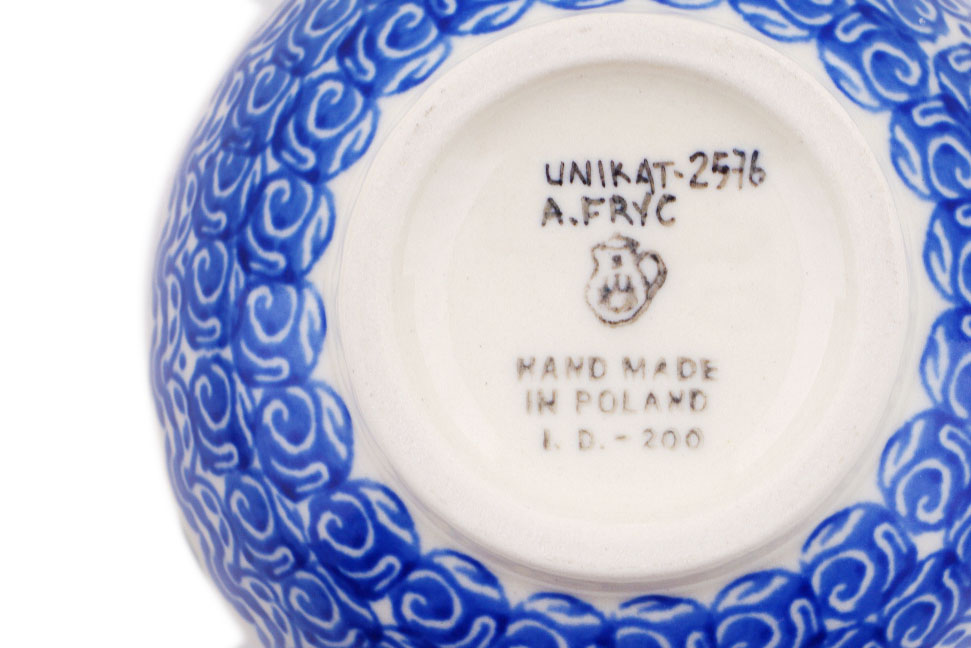 UNIKAT-2576
A.FRYC
HAND MADE
IN POLAND
I. D. - 200